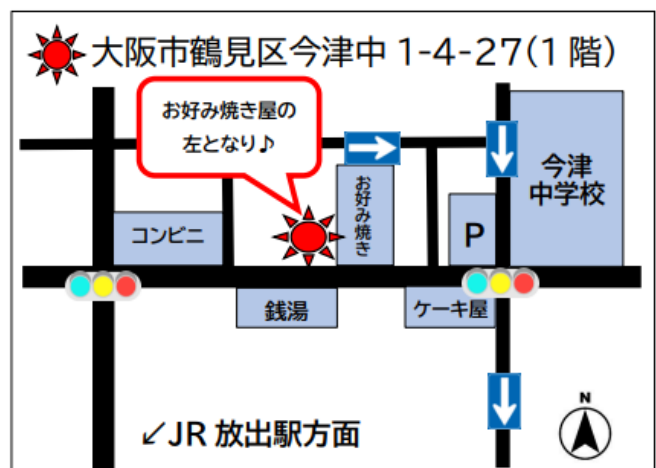 大阪市鶴見区今津中 1-4-27(1 階)
お好み焼き屋の
左となり♪
お好み焼き
今津
中学校
コンビニ
P
銭湯
ケーキ屋
↙JR 放出駅方面
N